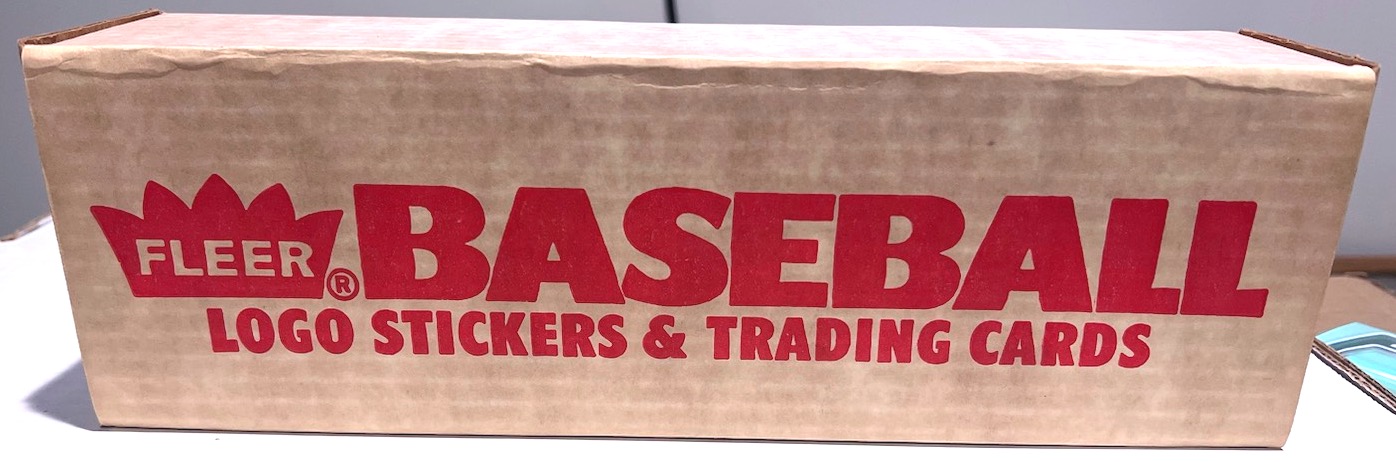 FLEER® BASEBALL
LOGO STICKERS & TRADING CARDS